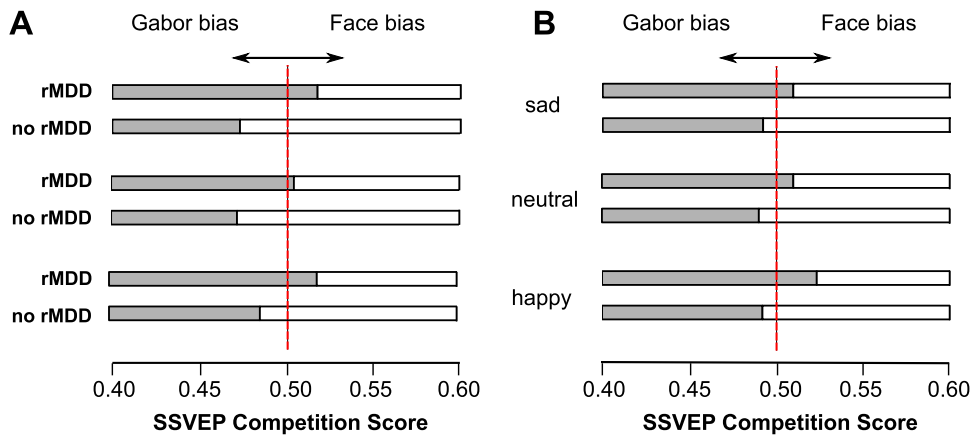 A
Gabor bias Face bias
rMDD
no rMDD
rMDD
no rMDD
rMDD
no rMDD
0.40 0.45 0.50 0.55 0.60
SSVEP Competition Score
B
Gabor bias Face bias
sad
neutral
happy
0.40 0.45 0.50 0.55 0.60
SSVEP Competition Score